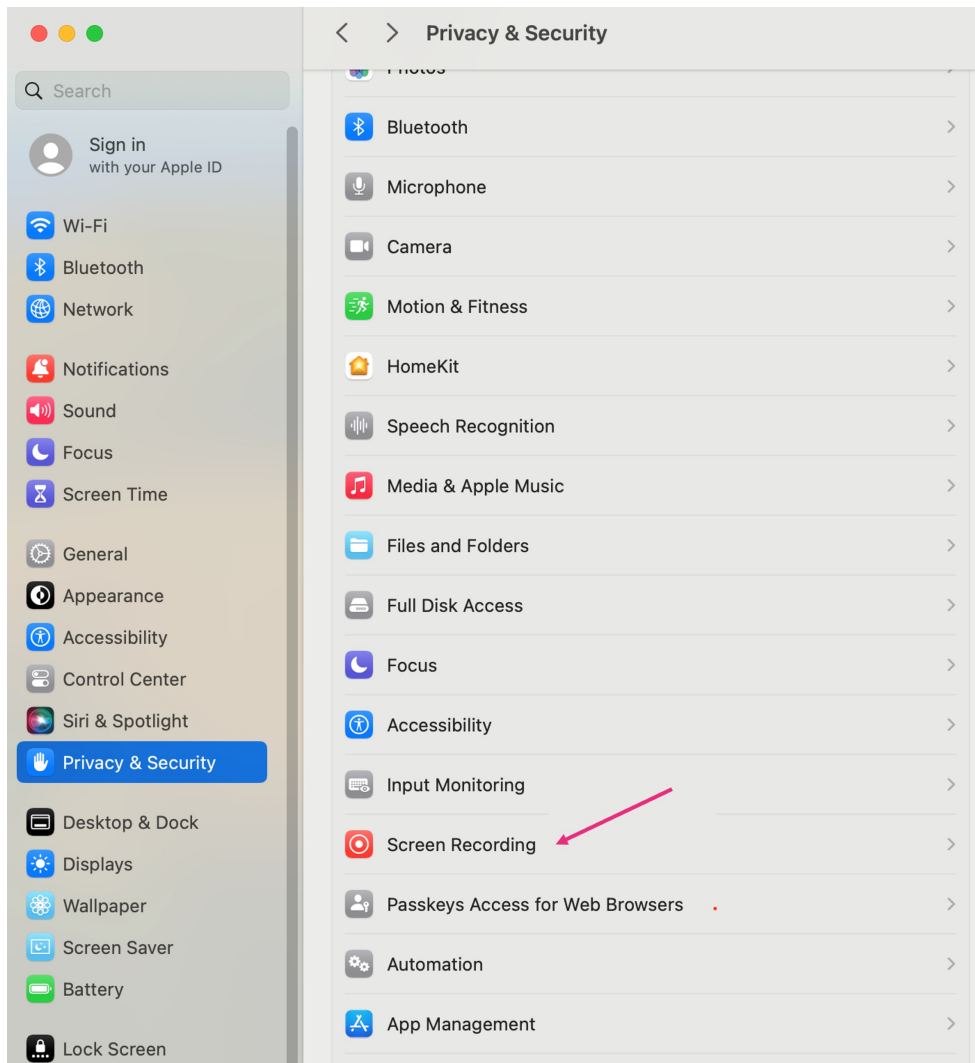 Privacy & Security
Search
Sign in
with your Apple ID
Wi-Fi
Bluetooth
Network
Notifications
Sound
Focus
Screen Time
General
Appearance
Accessibility
Control Center
Siri & Spotlight
Privacy & Security
Desktop & Dock
Displays
Wallpaper
Screen Saver
Battery
Lock Screen
Photos
Bluetooth
Microphone
Camera
Motion & Fitness
HomeKit
Speech Recognition
Media & Apple Music
Files and Folders
Full Disk Access
Focus
Accessibility
Input Monitoring
Screen Recording
Passkeys Access for Web Browsers
Automation
App Management